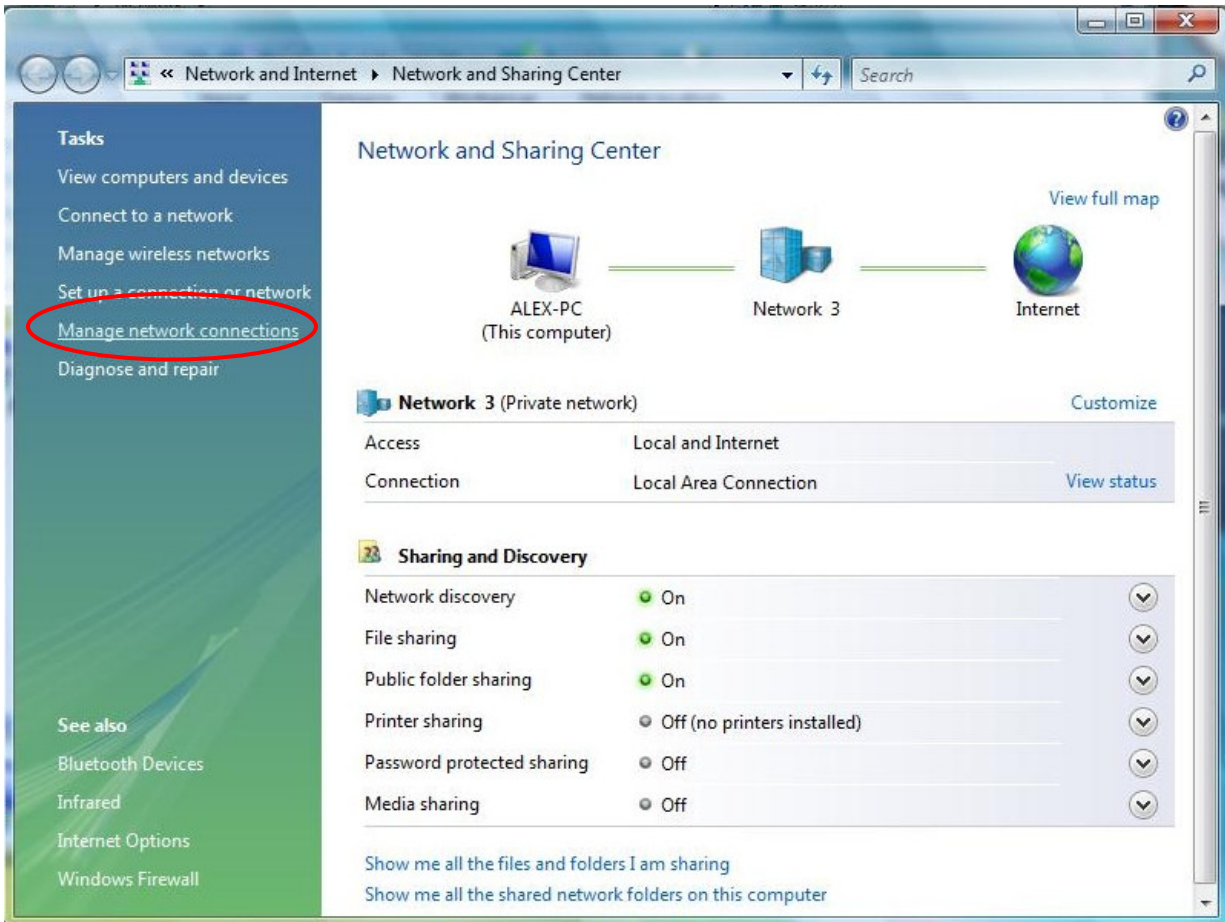 « Network and Internet ▸ Network and Sharing Center
Search
Tasks
View computers and devices
Connect to a network
Manage wireless networks
Set up a connection or network
Manage network connections
Diagnose and repair
See also
Bluetooth Devices
Infrared
Internet Options
Windows Firewall
Network and Sharing Center
View full map
ALEX-PC
(This computer)
Network 3
Internet
Network 3 (Private network) Customize
Access Local and Internet
Connection Local Area Connection View status
Sharing and Discovery
Network discovery On
File sharing On
Public folder sharing On
Printer sharing Off (no printers installed)
Password protected sharing Off
Media sharing Off
Show me all the files and folders I am sharing
Show me all the shared network folders on this computer